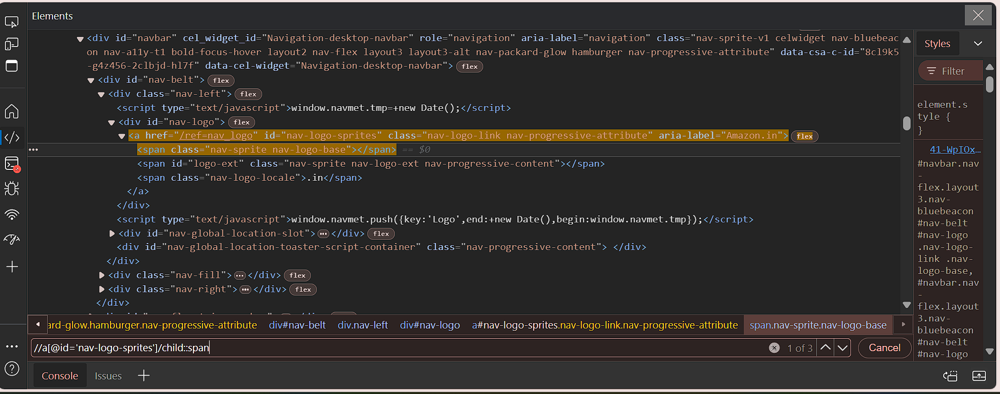 Elements
<div id="navbar" cel_widget_id="Navigation-desktop-navbar" role="navigation" aria-label="navigation" class="nav-sprite-v1 celwidget nav-bluebeac
on nav-a11y-t1 bold-focus-hover layout2 nav-flex layout3 layout3-alt nav-packard-glow hamburger nav-progressive-attribute" data-csa-c-id="8cl9k5
-g4z456-2clbjd-hl7f" data-cel-widget="Navigation-desktop-navbar"> flex
<div id="nav-belt"> flex
<div class="nav-left"> flex
<script type="text/javascript">window.navmet.tmp=+new Date();</script>
<div id="nav-logo"> flex
<a href="/ref=nav_logo" id="nav-logo-sprites" class="nav-logo-link nav-progressive-attribute" aria-label="Amazon.in"> flex
<span class="nav-sprite nav-logo-base"></span> == $0
<span id="logo-ext" class="nav-sprite nav-logo-ext nav-progressive-content"></span>
<span class="nav-logo-locale">.in</span>
</a>
</div>
<script type="text/javascript">window.navmet.push({key:'Logo',end:+new Date(),begin:window.navmet.tmp});</script>
<div id="nav-global-location-slot"> … </div> flex
<div id="nav-global-location-toaster-script-container" class="nav-progressive-content"> </div>
</div>
<div class="nav-fill"> … </div> flex
<div class="nav-right"> … </div> flex
</div>
ard-glow.hamburger.nav-progressive-attribute div#nav-belt div.nav-left div#nav-logo a#nav-logo-sprites.nav-logo-link.nav-progressive-attribute span.nav-sprite.nav-logo-base
//a[@id='nav-logo-sprites']/child::span 1 of 3 Cancel
Console Issues
Styles
Filter
element.s
tyle {
}
41-WpIOx…
#navbar.nav
-
flex.layout
3.nav-
bluebeacon
#nav-belt
#nav-logo
.nav-logo-
link .nav-
logo-base,
#navbar.nav
-
flex.layout
3.nav-
bluebeacon
#nav-belt
#nav-logo